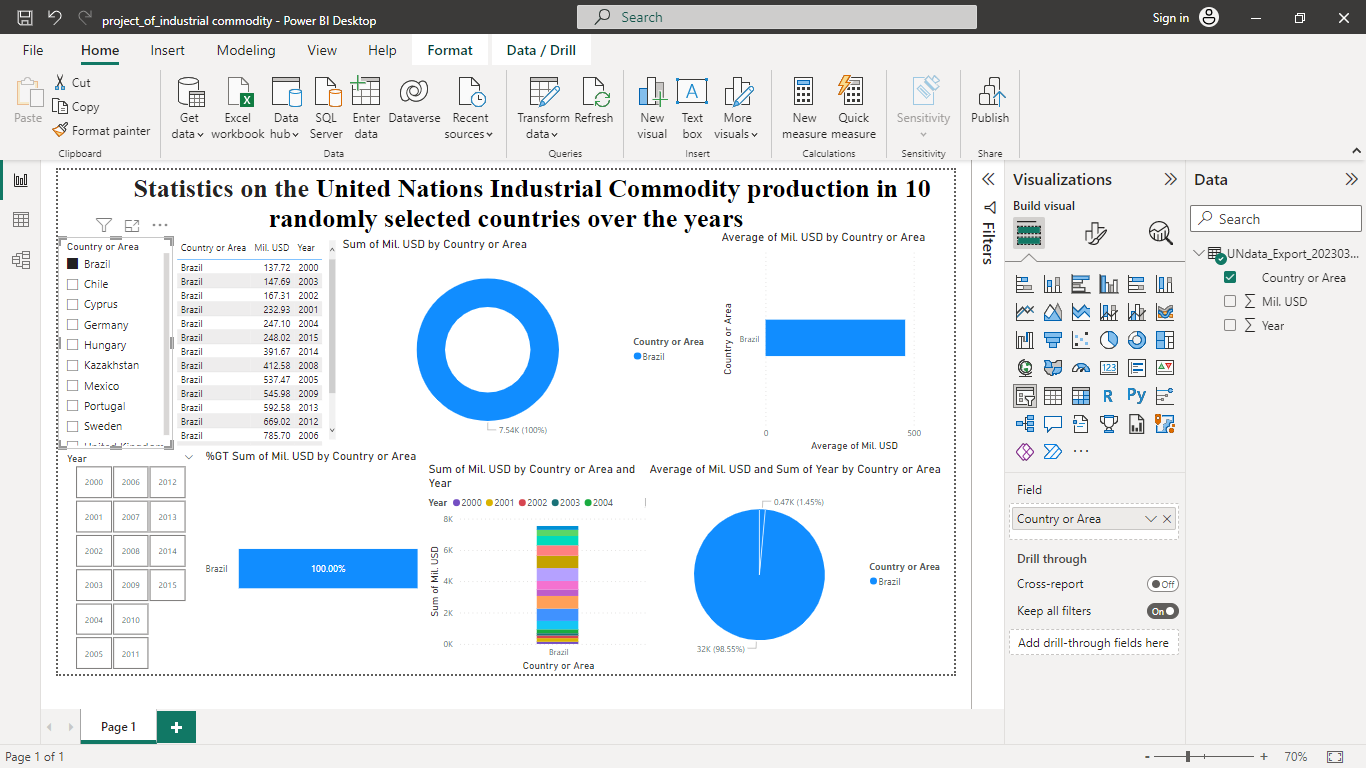 project_of_industrial commodity - Power BI Desktop
Search
Sign in
File Home Insert Modeling View Help Format Data / Drill
Paste
Cut
Copy
Format painter
Clipboard
Get data
Excel workbook
Data hub
SQL Server
Enter data
Dataverse
Recent sources
Data
Transform data
Refresh
Queries
New visual
Text box
More visuals
Insert
New measure
Quick measure
Calculations
Sensitivity
Sensitivity
Publish
Share
Statistics on the United Nations Industrial Commodity production in 10
randomly selected countries over the years
Country or Area
Brazil
Chile
Cyprus
Germany
Hungary
Kazakhstan
Mexico
Portugal
Sweden
United Kingdom
Country or Area Mil. USD Year
Brazil 137.72 2000
Brazil 147.69 2003
Brazil 167.31 2002
Brazil 232.93 2001
Brazil 247.10 2004
Brazil 248.02 2015
Brazil 391.67 2014
Brazil 412.58 2008
Brazil 537.47 2005
Brazil 545.98 2009
Brazil 592.58 2013
Brazil 669.02 2012
Brazil 785.70 2006
Sum of Mil. USD by Country or Area
7.54K (100%)
Country or Area
Brazil
Average of Mil. USD by Country or Area
Country or Area
Brazil
0 500
Average of Mil. USD
Year
2000 2006 2012
2001 2007 2013
2002 2008 2014
2003 2009 2015
2004 2010
2005 2011
%GT Sum of Mil. USD by Country or Area
Brazil
100.00%
Sum of Mil. USD by Country or Area and
Year
Year 2000 2001 2002 2003 2004
Sum of Mil. USD
8K
6K
4K
2K
0K
Brazil
Country or Area
Average of Mil. USD and Sum of Year by Country or Area
0.47K (1.45%)
32K (98.55%)
Country or Area
Brazil
Filters
Visualizations
Build visual
123
R
Py
Field
Country or Area
Drill through
Cross-report
Off
Keep all filters
On
Add drill-through fields here
Data
Search
UNdata_Export_202303...
Country or Area
Mil. USD
Year
Page 1
Page 1 of 1
70%